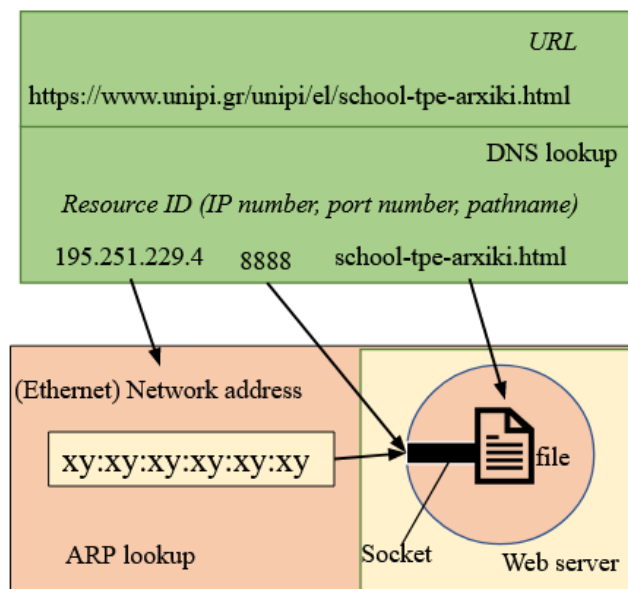 URL
https://www.unipi.gr/unipi/el/school-tpe-arxiki.html
DNS lookup
Resource ID (IP number, port number, pathname)
195.251.229.4 8888 school-tpe-arxiki.html
(Ethernet) Network address
xy:xy:xy:xy:xy:xy
file
ARP lookup
Socket
Web server